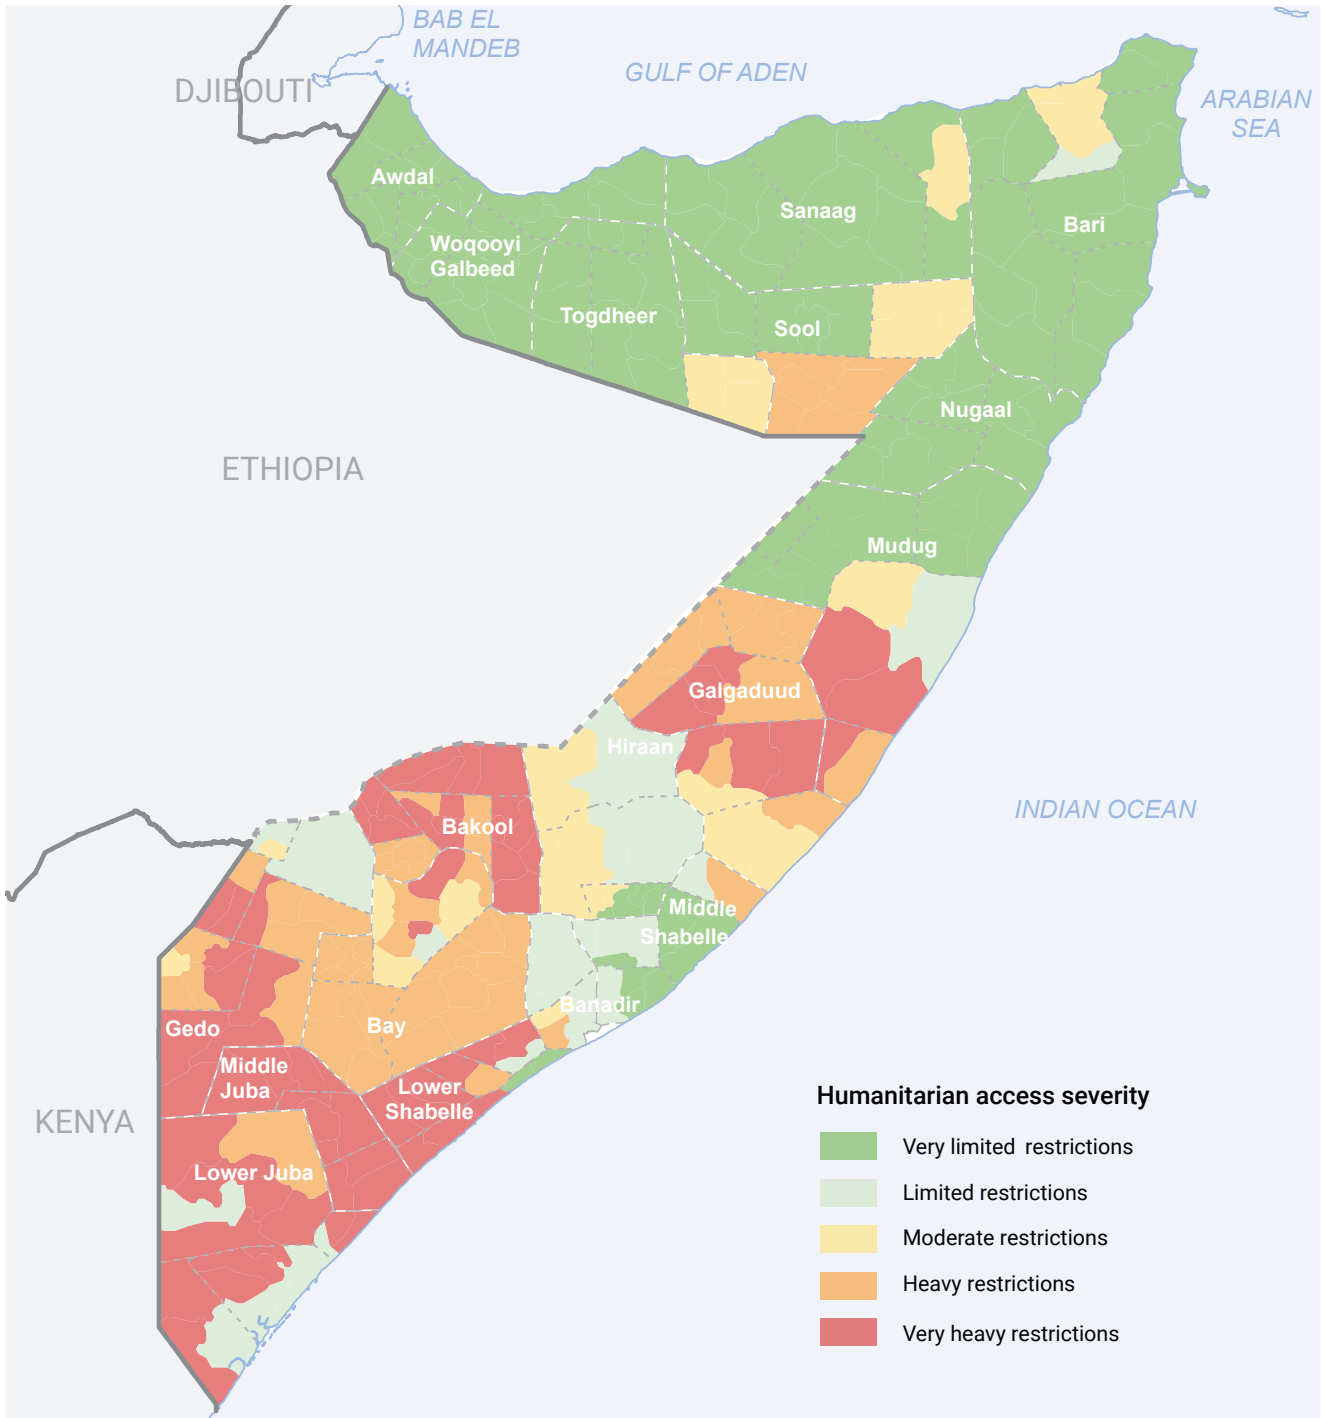 BAB EL
MANDEB
DJIBOUTI
GULF OF ADEN
ARABIAN
SEA
Awdal
Sanaag
Bari
Woqooyi
Galbeed
Togdheer
Sool
Nugaal
ETHIOPIA
Mudug
Galgaduud
Hiraan
INDIAN OCEAN
Bakool
Middle
Shabelle
Banadir
Gedo
Bay
Middle
Juba
Lower
Shabelle
KENYA
Lower Juba
Humanitarian access severity
Very limited restrictions
Limited restrictions
Moderate restrictions
Heavy restrictions
Very heavy restrictions